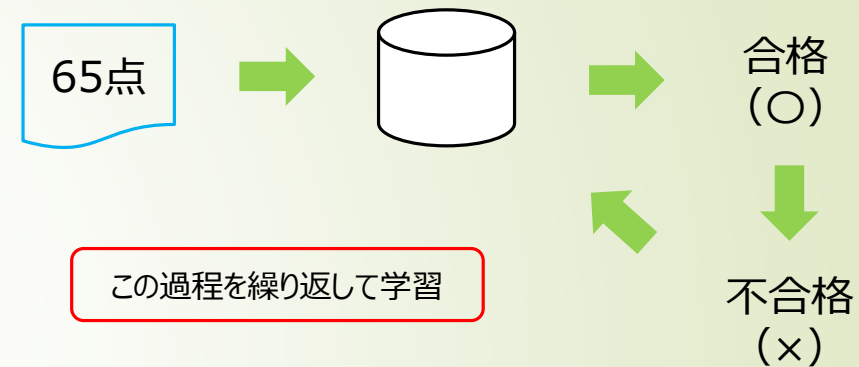 65点
合格
（○）
この過程を繰り返して学習
不合格
（×）